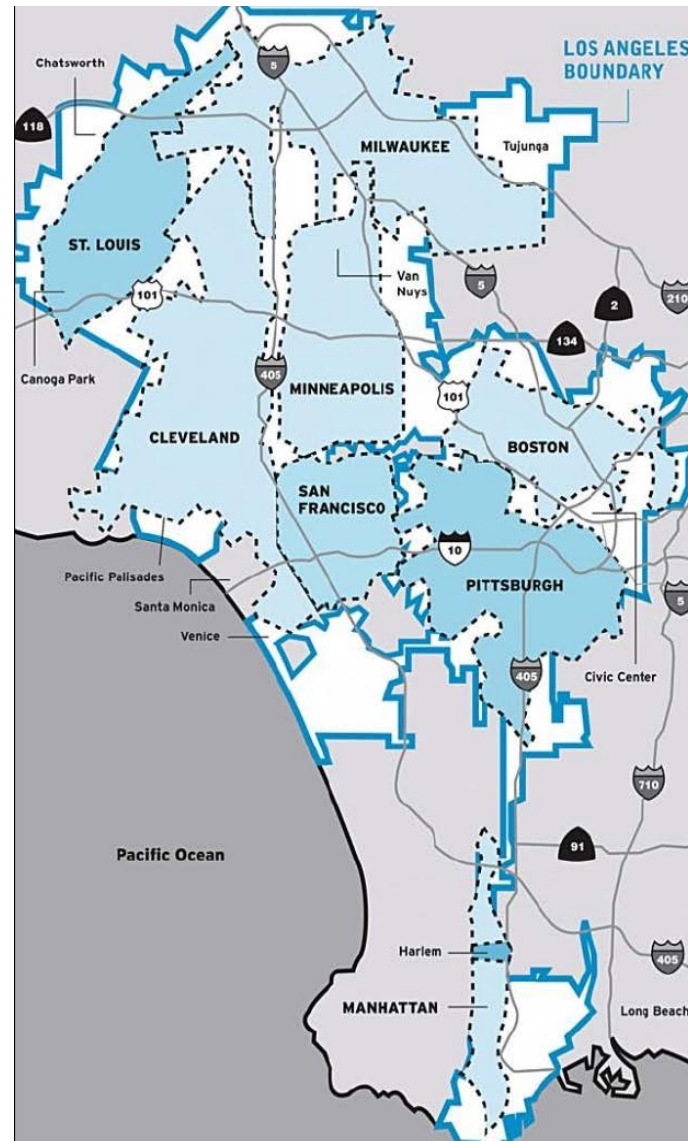 LOS ANGELES
BOUNDARY
5
Chatsworth
118
MILWAUKEE
Tujunga
ST. LOUIS
Van
Nuys
101
5
2
210
134
Canoga Park
405
MINNEAPOLIS
101
CLEVELAND
BOSTON
SAN
FRANCISCO
10
Pacific Palisades
PITTSBURGH
Santa Monica
5
Venice
405
Civic Center
710
Pacific Ocean
91
Harlem
405
MANHATTAN
Long Beach